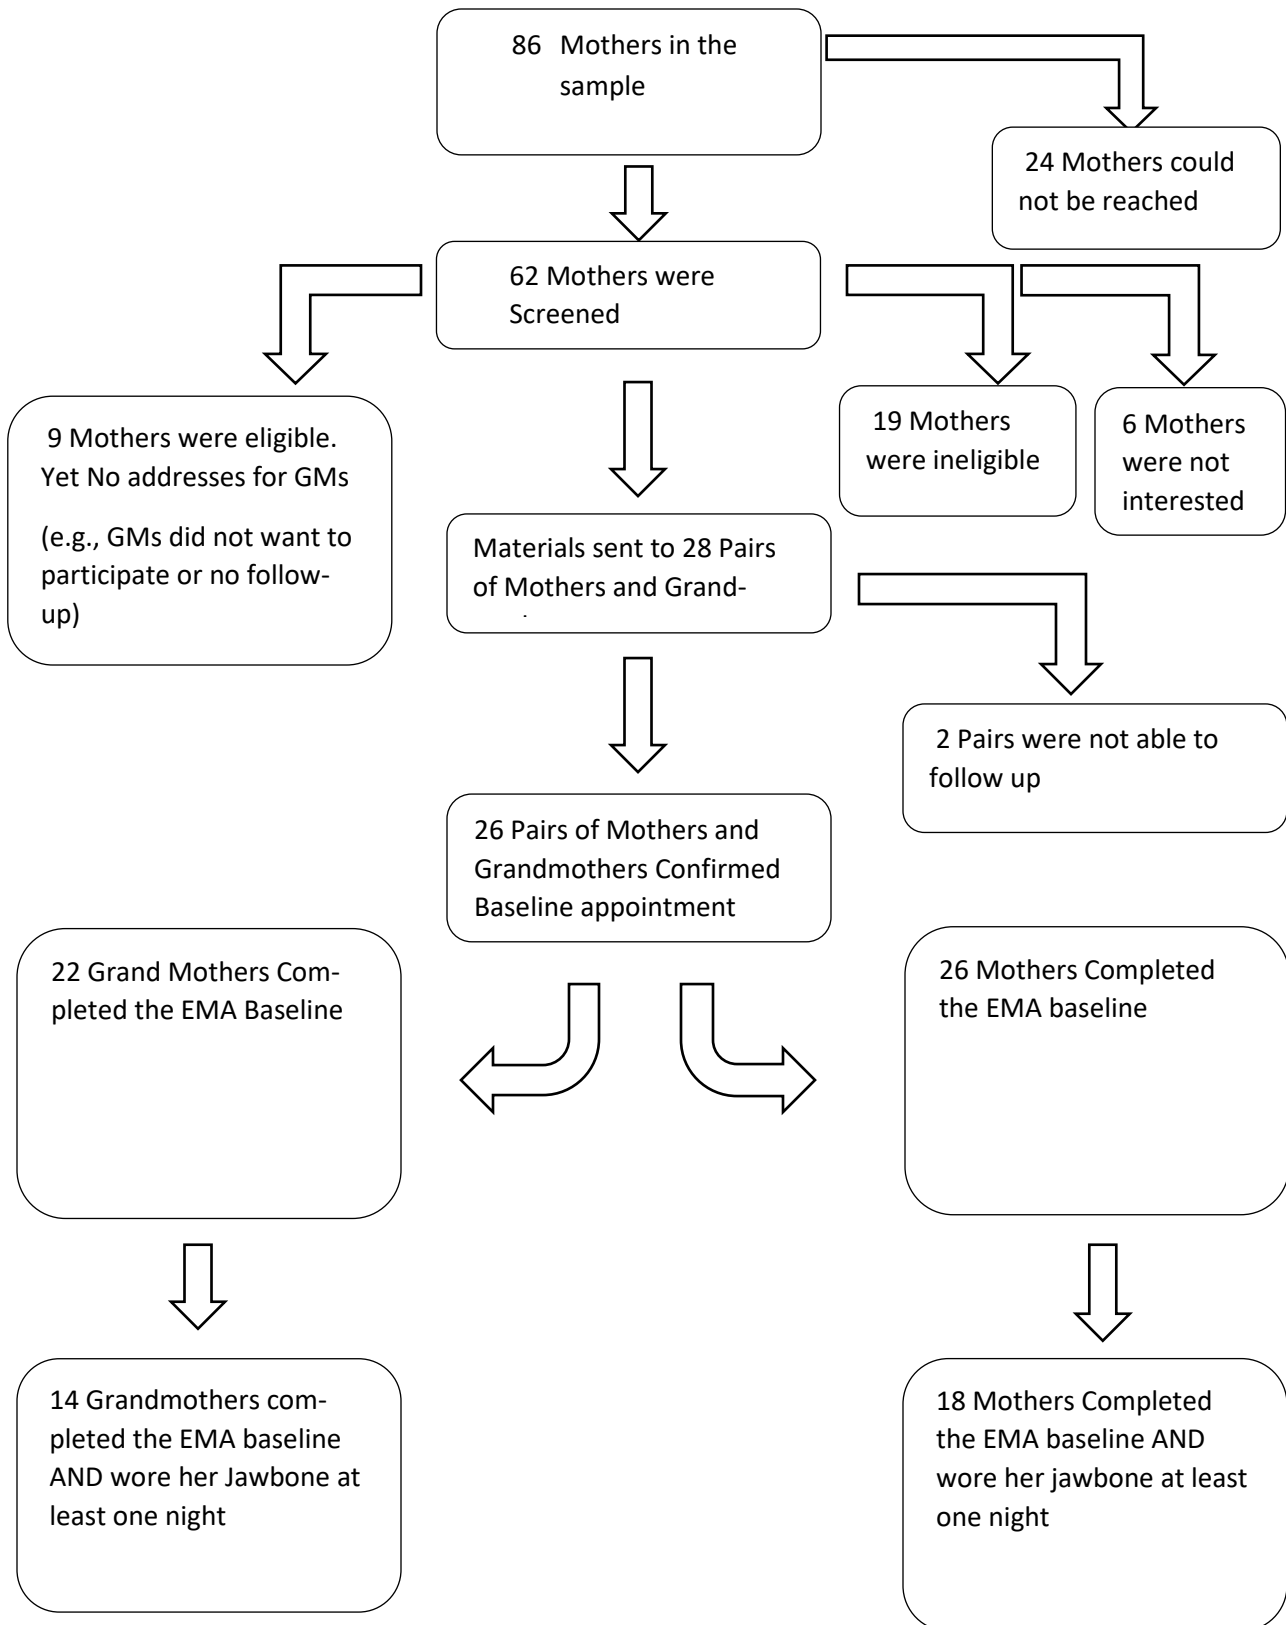 86 Mothers in the
sample
24 Mothers could
not be reached
62 Mothers were
Screened
9 Mothers were eligible.
Yet No addresses for GMs
(e.g., GMs did not want to
participate or no follow-
up)
19 Mothers
were ineligible
6 Mothers
were not
interested
Materials sent to 28 Pairs
of Mothers and Grand-
2 Pairs were not able to
follow up
26 Pairs of Mothers and
Grandmothers Confirmed
Baseline appointment
22 Grand Mothers Com-
pleted the EMA Baseline
26 Mothers Completed
the EMA baseline
14 Grandmothers com-
pleted the EMA baseline
AND wore her Jawbone at
least one night
18 Mothers Completed
the EMA baseline AND
wore her jawbone at least
one night